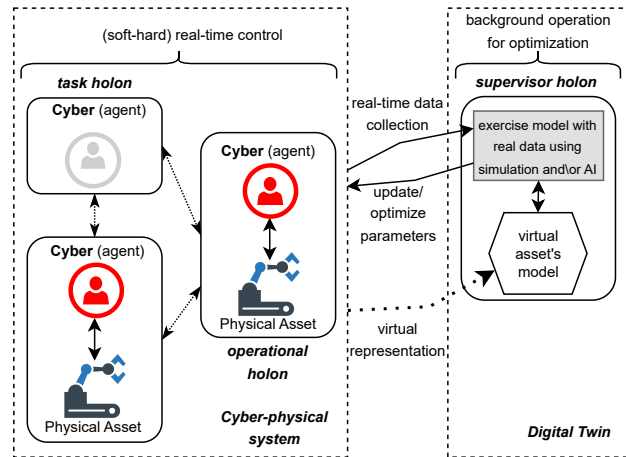 (soft-hard) real-time control
task holon
Cyber (agent)
Cyber (agent)
Physical Asset
Cyber (agent)
Physical Asset
operational
holon
Cyber-physical
system
real-time data
collection
update/
optimize
parameters
virtual
representation
background operation
for optimization
supervisor holon
exercise model with
real data using
simulation and\or AI
virtual
asset's
model
Digital Twin